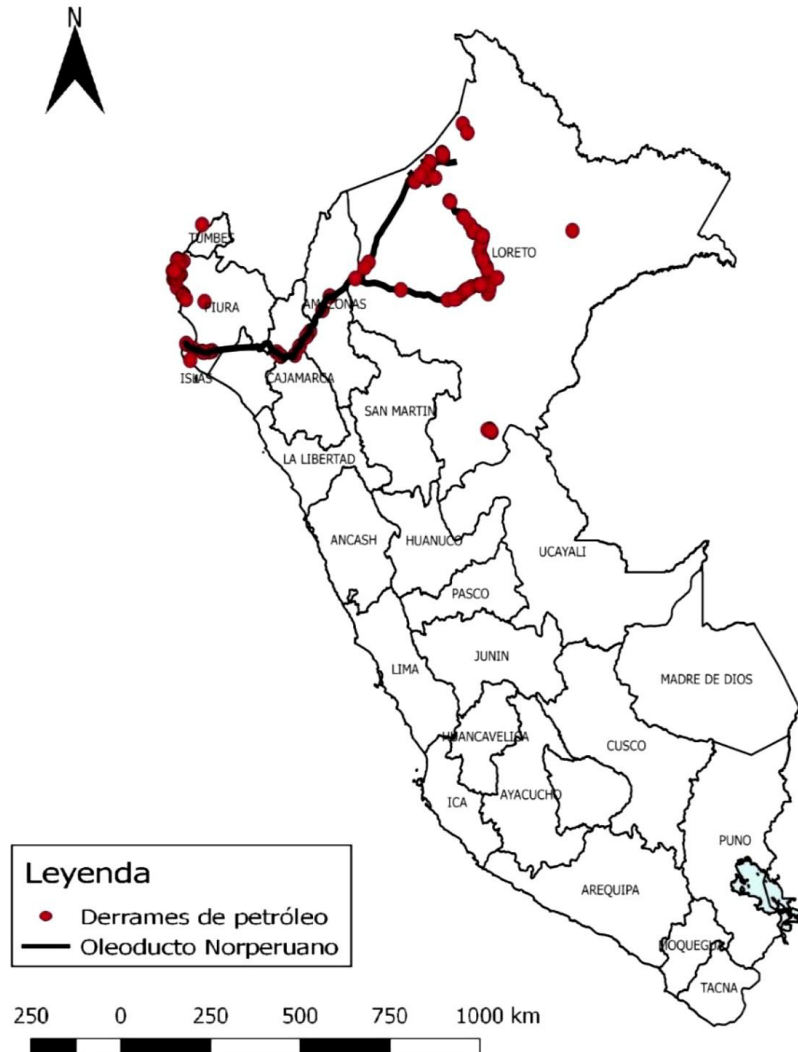 N
TUMBES
LORETO
PIURA
AMAZONAS
ISLAS
CAJAMARCA
SAN MARTIN
LA LIBERTAD
ANCASH
HUANUCO
UCAYALI
PASCO
LIMA
JUNIN
MADRE DE DIOS
HUANCAVELICA
CUSCO
ICA
AYACUCHO
PUNO
AREQUIPA
MOQUEGUA
TACNA
Leyenda
Derrames de petróleo
Oleoducto Norperuano
250 0 250 500 750 1000 km